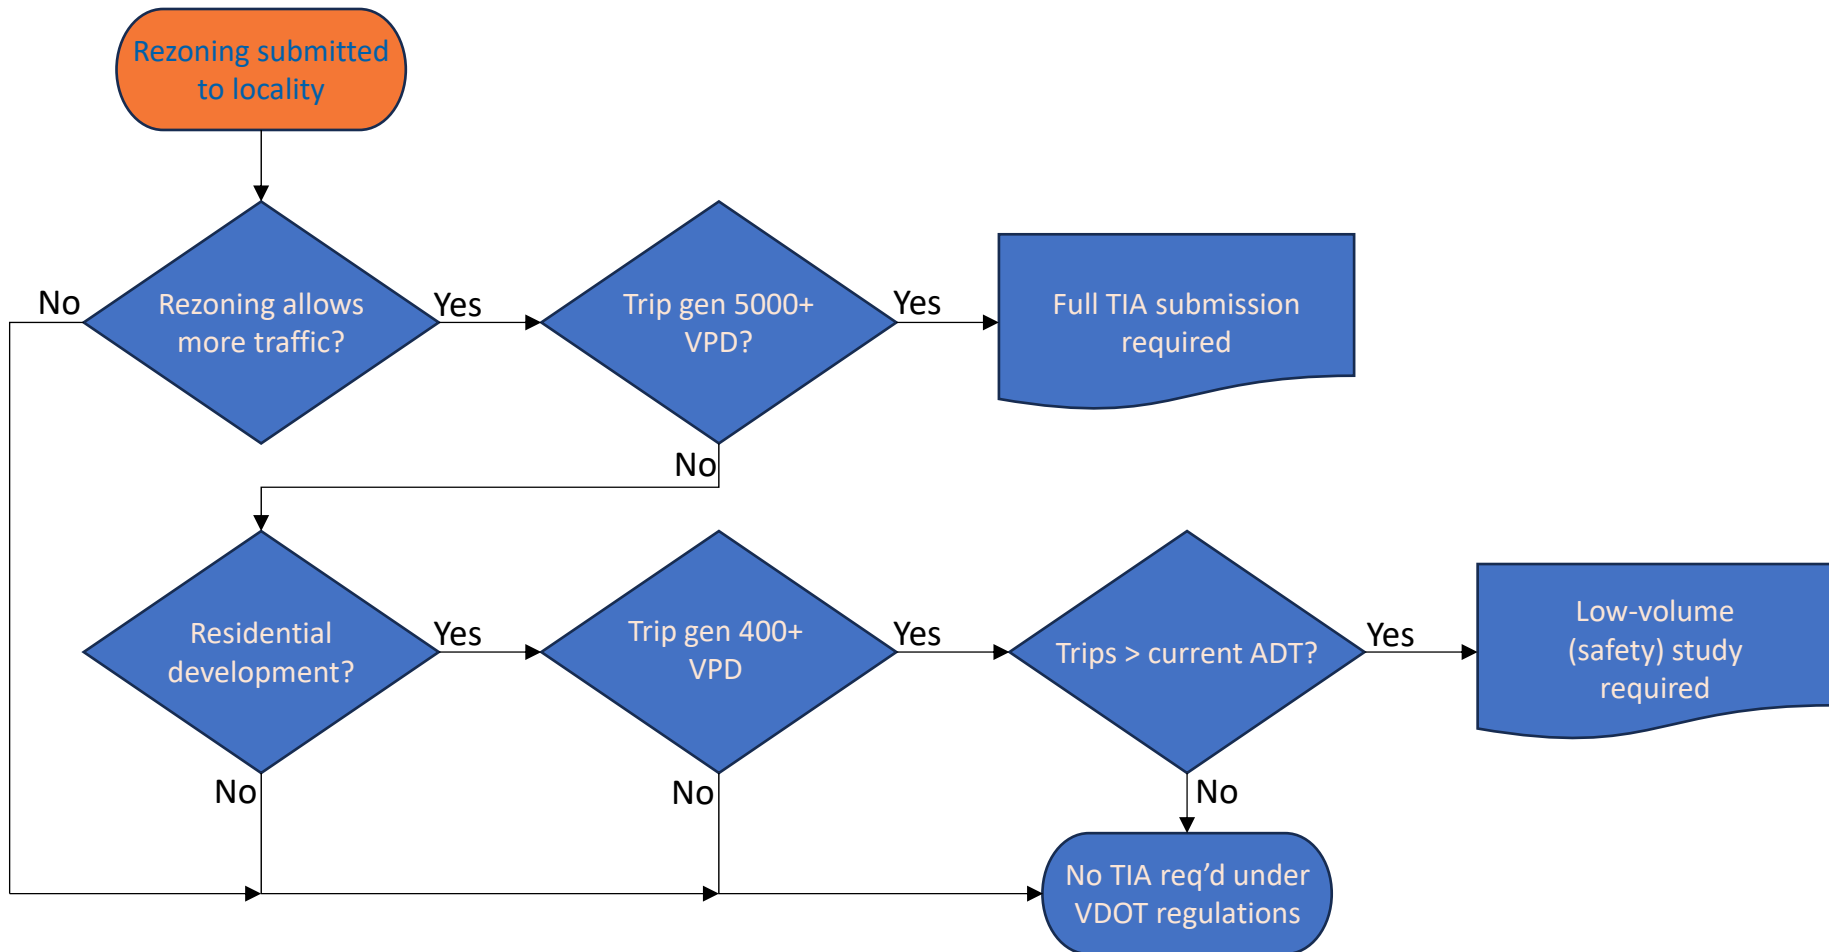 Rezoning submitted
to locality
No
Rezoning allows
more traffic?
Yes
Trip gen 5000+
VPD?
Yes
Full TIA submission
required
No
Residential
development?
Yes
Trip gen 400+
VPD
Yes
Trips > current ADT?
Yes
Low-volume
(safety) study
required
No
No
No
No TIA req’d under
VDOT regulations